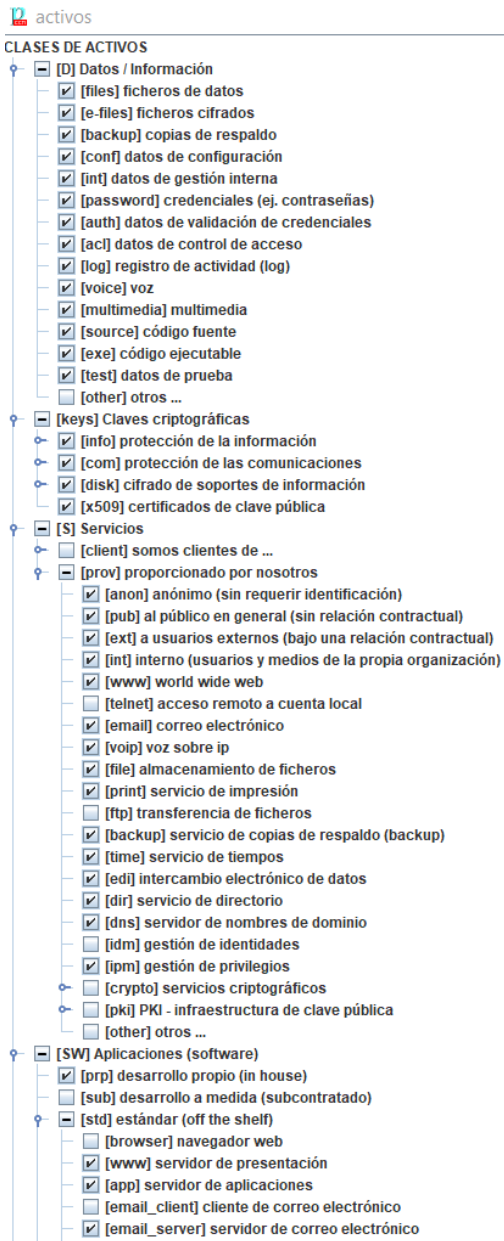 activos
CLASES DE ACTIVOS
[D] Datos / Información
[files] ficheros de datos
[e-files] ficheros cifrados
[backup] copias de respaldo
[conf] datos de configuración
[int] datos de gestión interna
[password] credenciales (ej. contraseñas)
[auth] datos de validación de credenciales
[acl] datos de control de acceso
[log] registro de actividad (log)
[voice] voz
[multimedia] multimedia
[source] código fuente
[exe] código ejecutable
[test] datos de prueba
[other] otros ...
[keys] Claves criptográficas
[info] protección de la información
[com] protección de las comunicaciones
[disk] cifrado de soportes de información
[x509] certificados de clave pública
[S] Servicios
[client] somos clientes de ...
[prov] proporcionado por nosotros
[anon] anónimo (sin requerir identificación)
[pub] al público en general (sin relación contractual)
[ext] a usuarios externos (bajo una relación contractual)
[int] interno (usuarios y medios de la propia organización)
[www] world wide web
[telnet] acceso remoto a cuenta local
[email] correo electrónico
[voip] voz sobre ip
[file] almacenamiento de ficheros
[print] servicio de impresión
[ftp] transferencia de ficheros
[backup] servicio de copias de respaldo (backup)
[time] servicio de tiempos
[edi] intercambio electrónico de datos
[dir] servicio de directorio
[dns] servidor de nombres de dominio
[idm] gestión de identidades
[ipm] gestión de privilegios
[crypto] servicios criptográficos
[pki] PKI - infraestructura de clave pública
[other] otros ...
[SW] Aplicaciones (software)
[prp] desarrollo propio (in house)
[sub] desarrollo a medida (subcontratado)
[std] estándar (off the shelf)
[browser] navegador web
[www] servidor de presentación
[app] servidor de aplicaciones
[email_client] cliente de correo electrónico
[email_server] servidor de correo electrónico